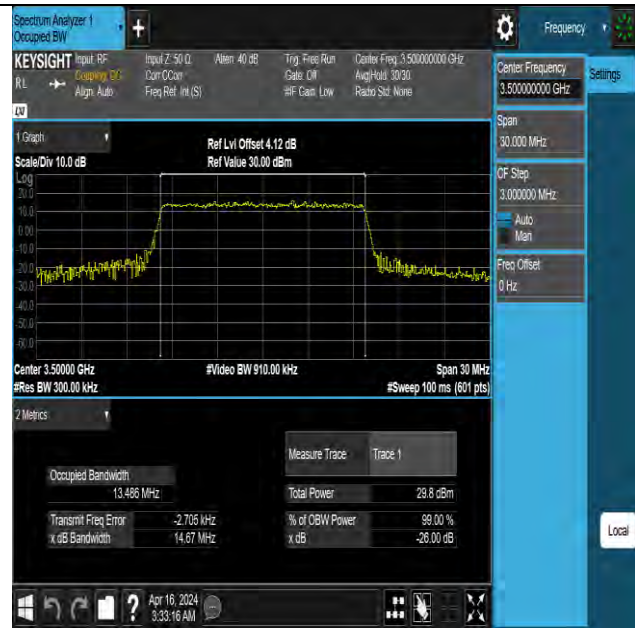 Spectrum Analyzer 1
Occupied BW
+
Frequency
KEYSIGHT Input: RF
RL
Coupling: DC
Align: Auto
Input Z: 50 Ω
Corr CCorr
Freq Ref: Int (S)
Atten: 40 dB
Trig: Free Run
Gate: Off
#IF Gain: Low
Center Freq: 3.500000000 GHz
Avg|Hold: 30/30
Radio Std: None
LXI
Center Frequency
3.500000000 GHz
Settings
Span
30.000 MHz
CF Step
3.000000 MHz
Auto
Man
Freq Offset
0 Hz
Local
1 Graph
Scale/Div 10.0 dB
Ref Lvl Offset 4.12 dB
Ref Value 30.00 dBm
Log
20.0
10.0
0.00
-10.0
-20.0
-30.0
-40.0
-50.0
-60.0
Center 3.50000 GHz
#Video BW 910.00 kHz
Span 30 MHz
#Res BW 300.00 kHz
#Sweep 100 ms (601 pts)
2 Metrics
Measure Trace Trace 1
Occupied Bandwidth
13.486 MHz
Total Power 29.8 dBm
Transmit Freq Error -2.705 kHz
% of OBW Power 99.00 %
x dB Bandwidth 14.67 MHz
x dB -26.00 dB
?
Apr 16, 2024
3:33:16 AM